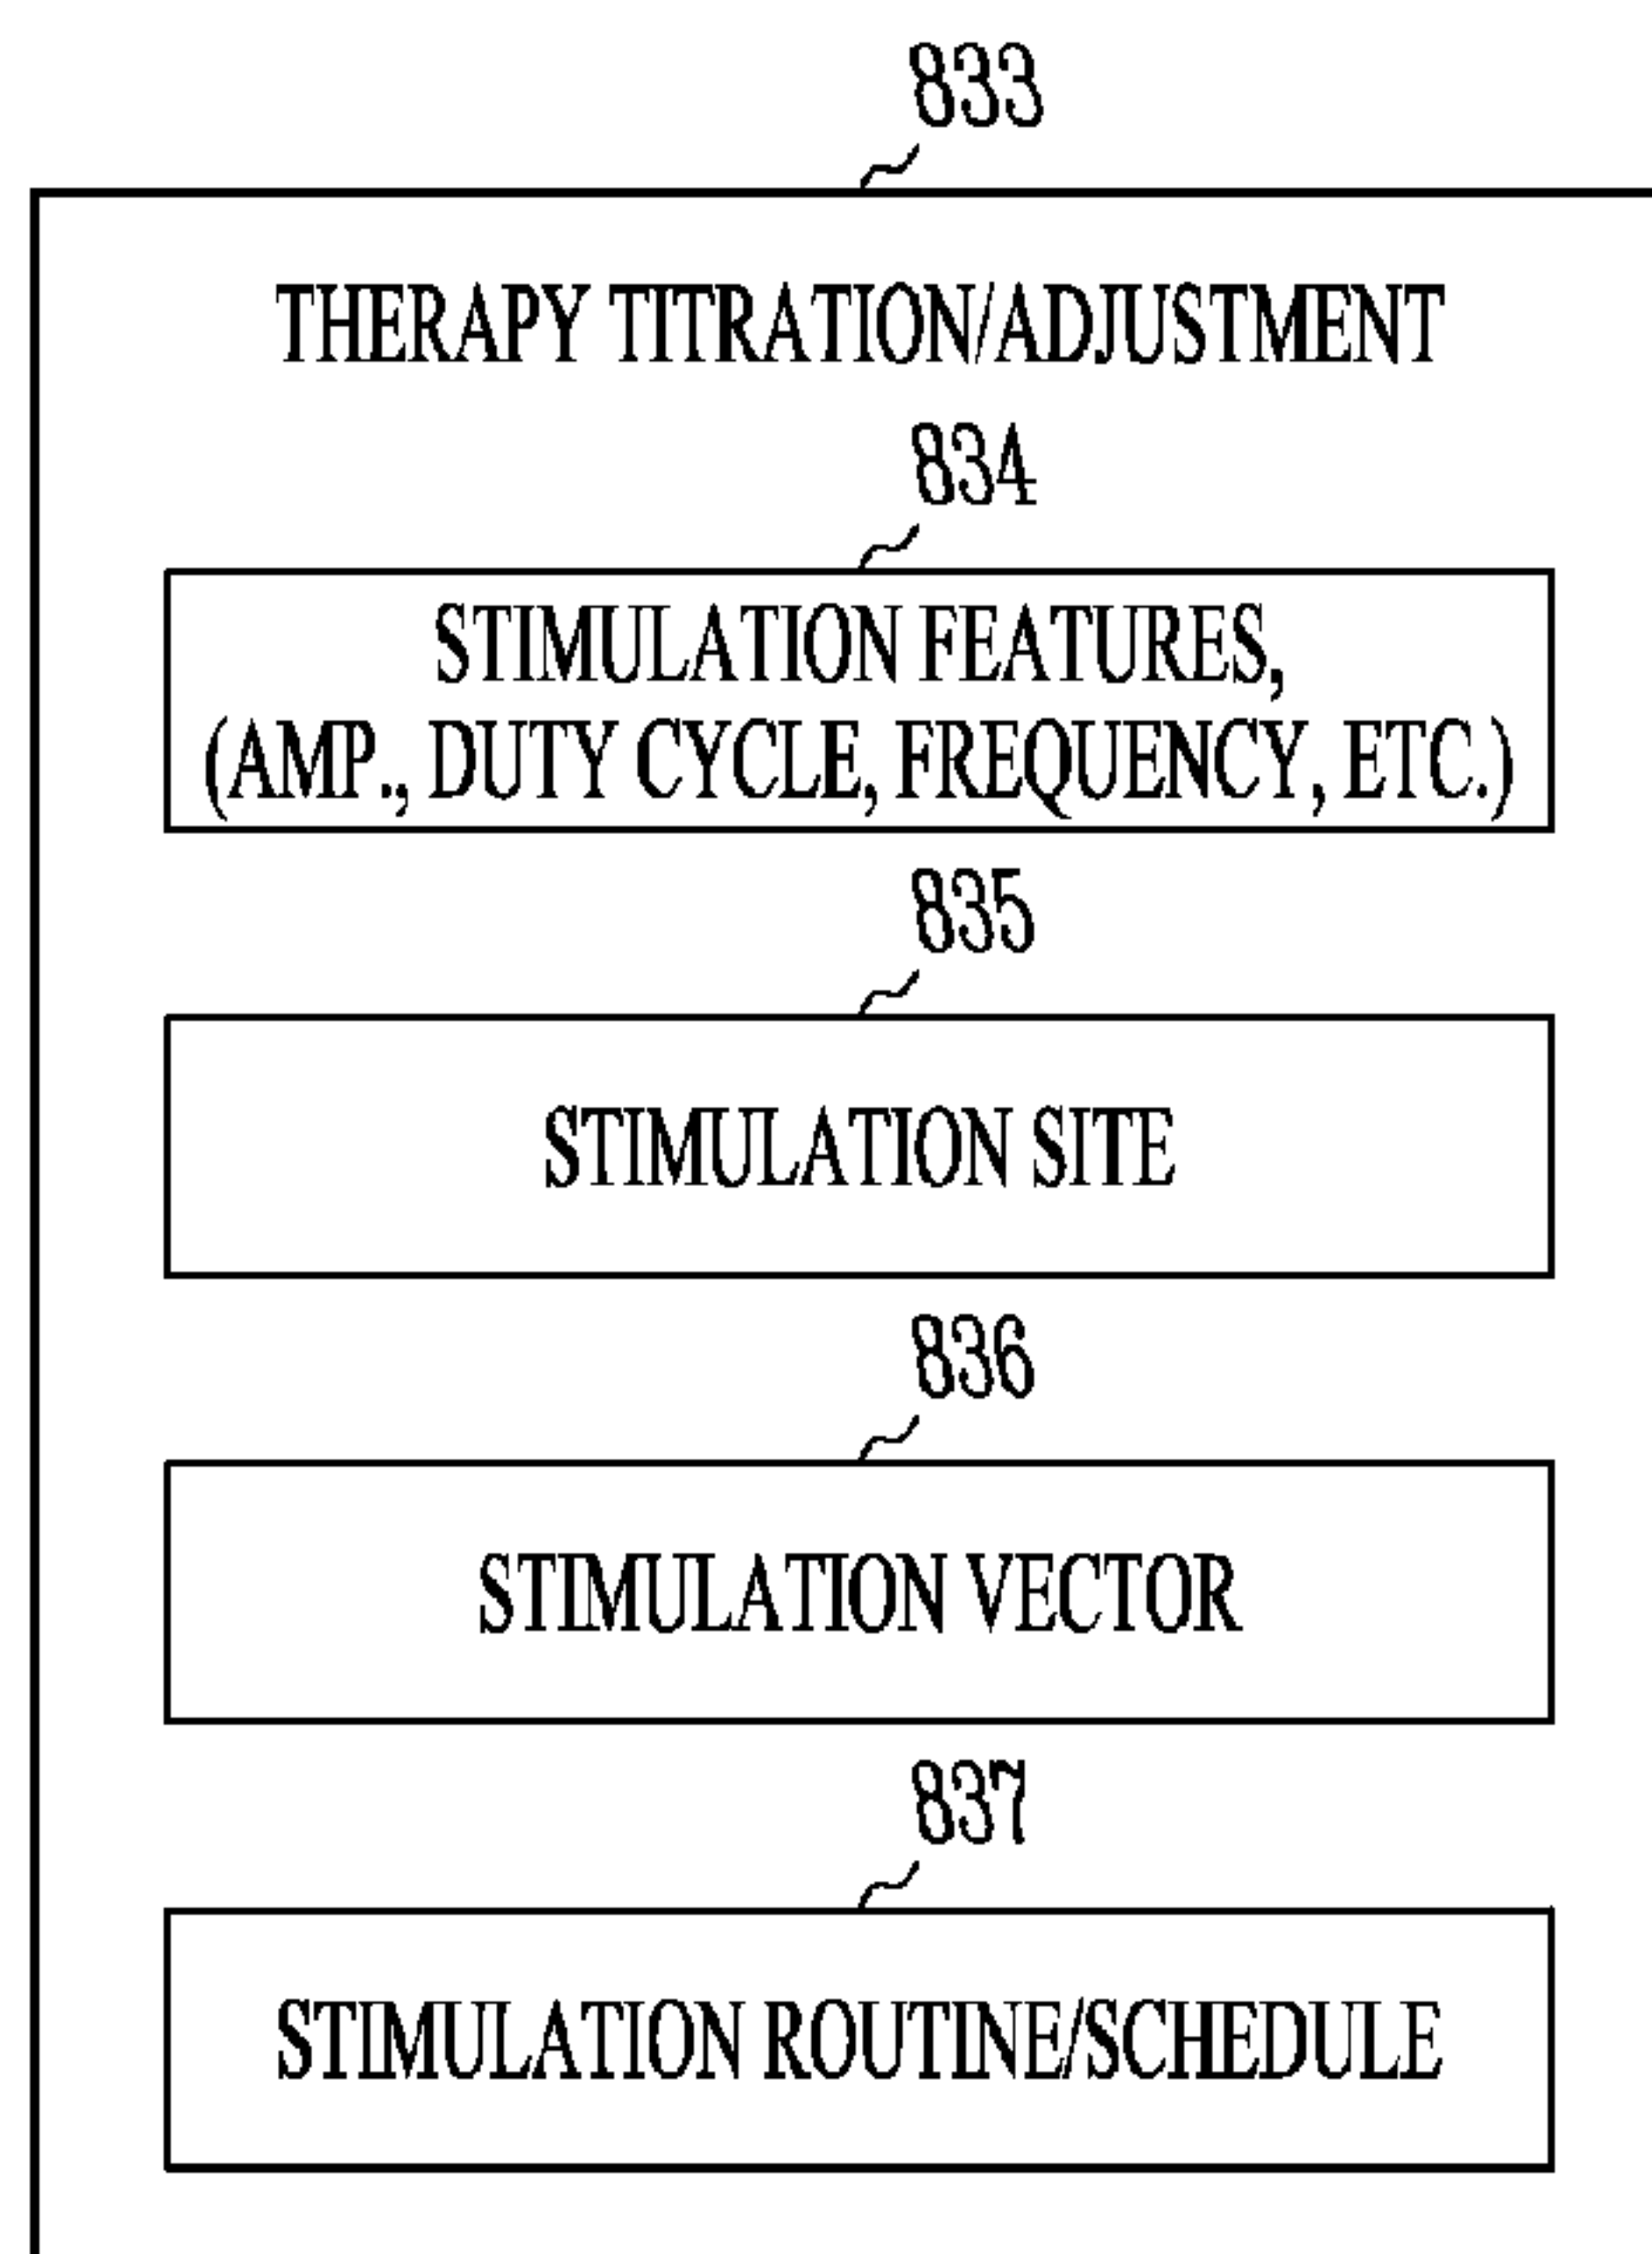 833
THERAPY TITRATION/ADJUSTMENT
834
STIMULATION FEATURES,
(AMP., DUTY CYCLE, FREQUENCY, ETC.)
835
STIMULATION SITE
836
STIMULATION VECTOR
837
STIMULATION ROUTINE/SCHEDULE